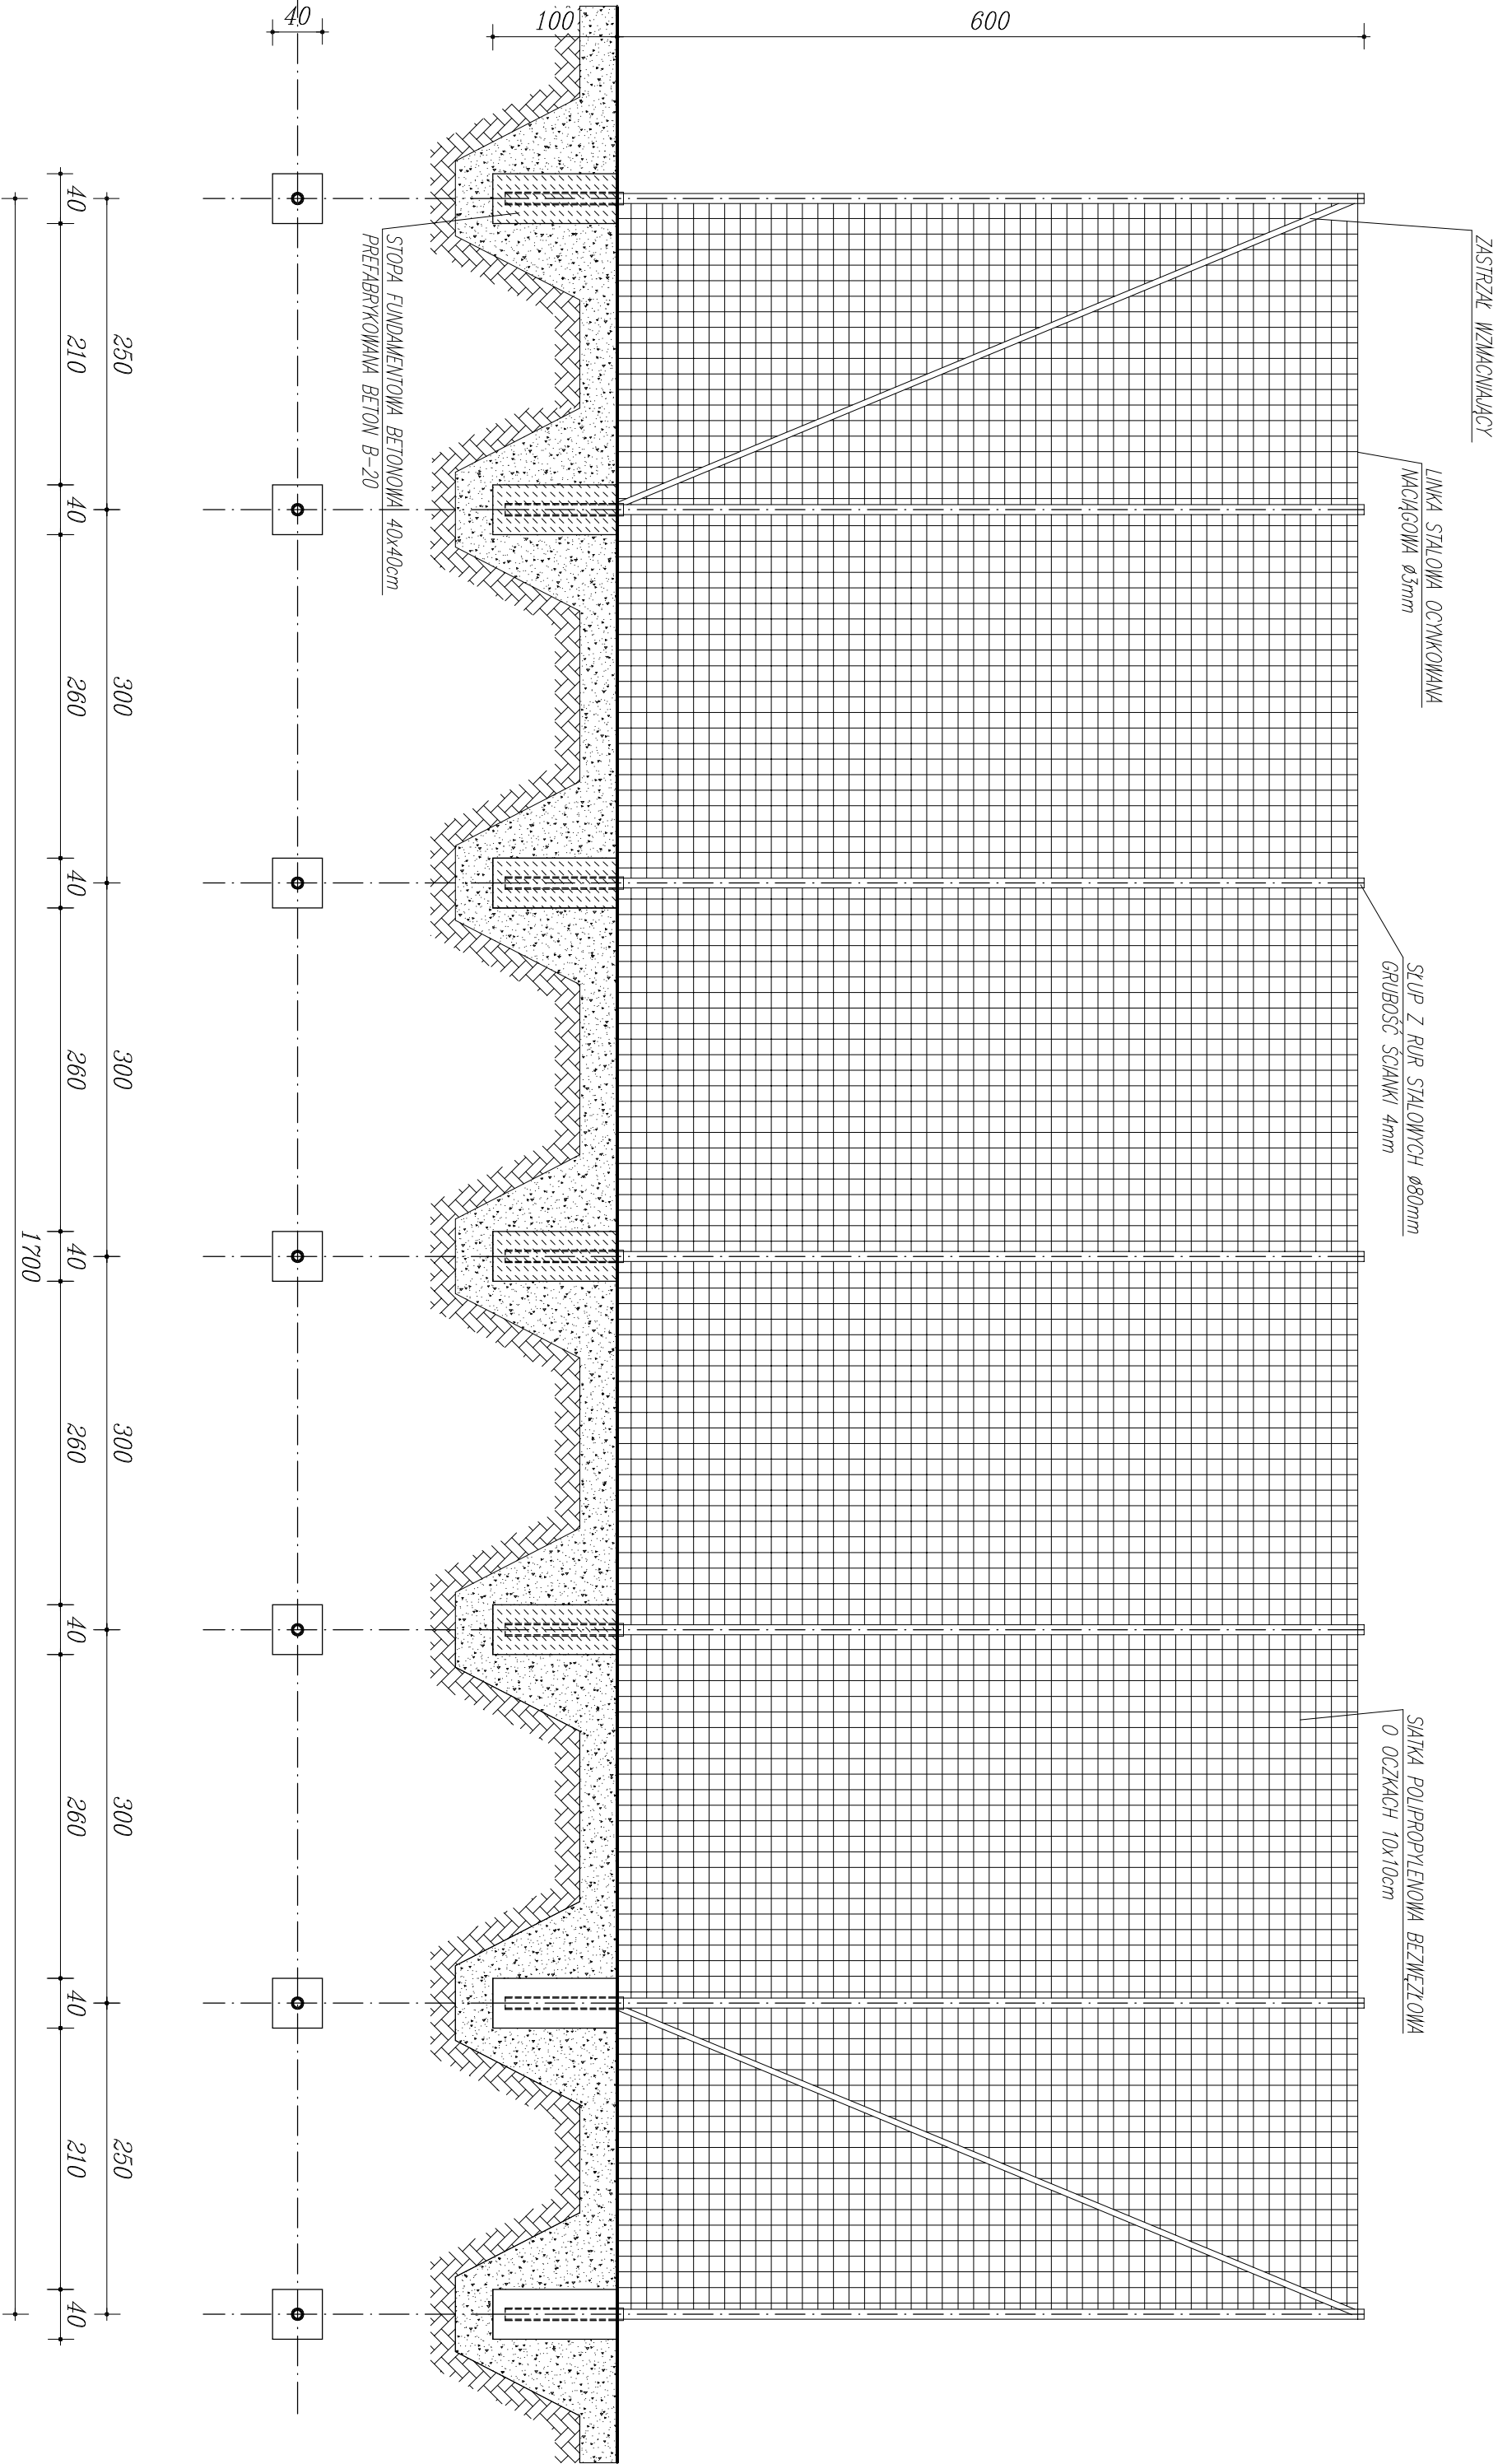 ZASTRZAŁ WZMACNIAJĄCY
LINKA STALOWA OCYNKOWANA
NACIĄGOWA Ø3mm
SŁUP Z RUR STALOWYCH Ø80mm
GRUBOŚĆ ŚCIANKI 4mm
SIATKA POLIPROPYLENOWA BEZWĘZŁOWA
O OCZKACH 10x10cm
600
100
40
STOPA FUNDAMENTOWA BETONOWA 40x40cm
PREFABRYKOWANA BETON B-20
250 300 300 300 300 250
40 210 40 260 40 260 40 260 40 260 40 210 40
1700